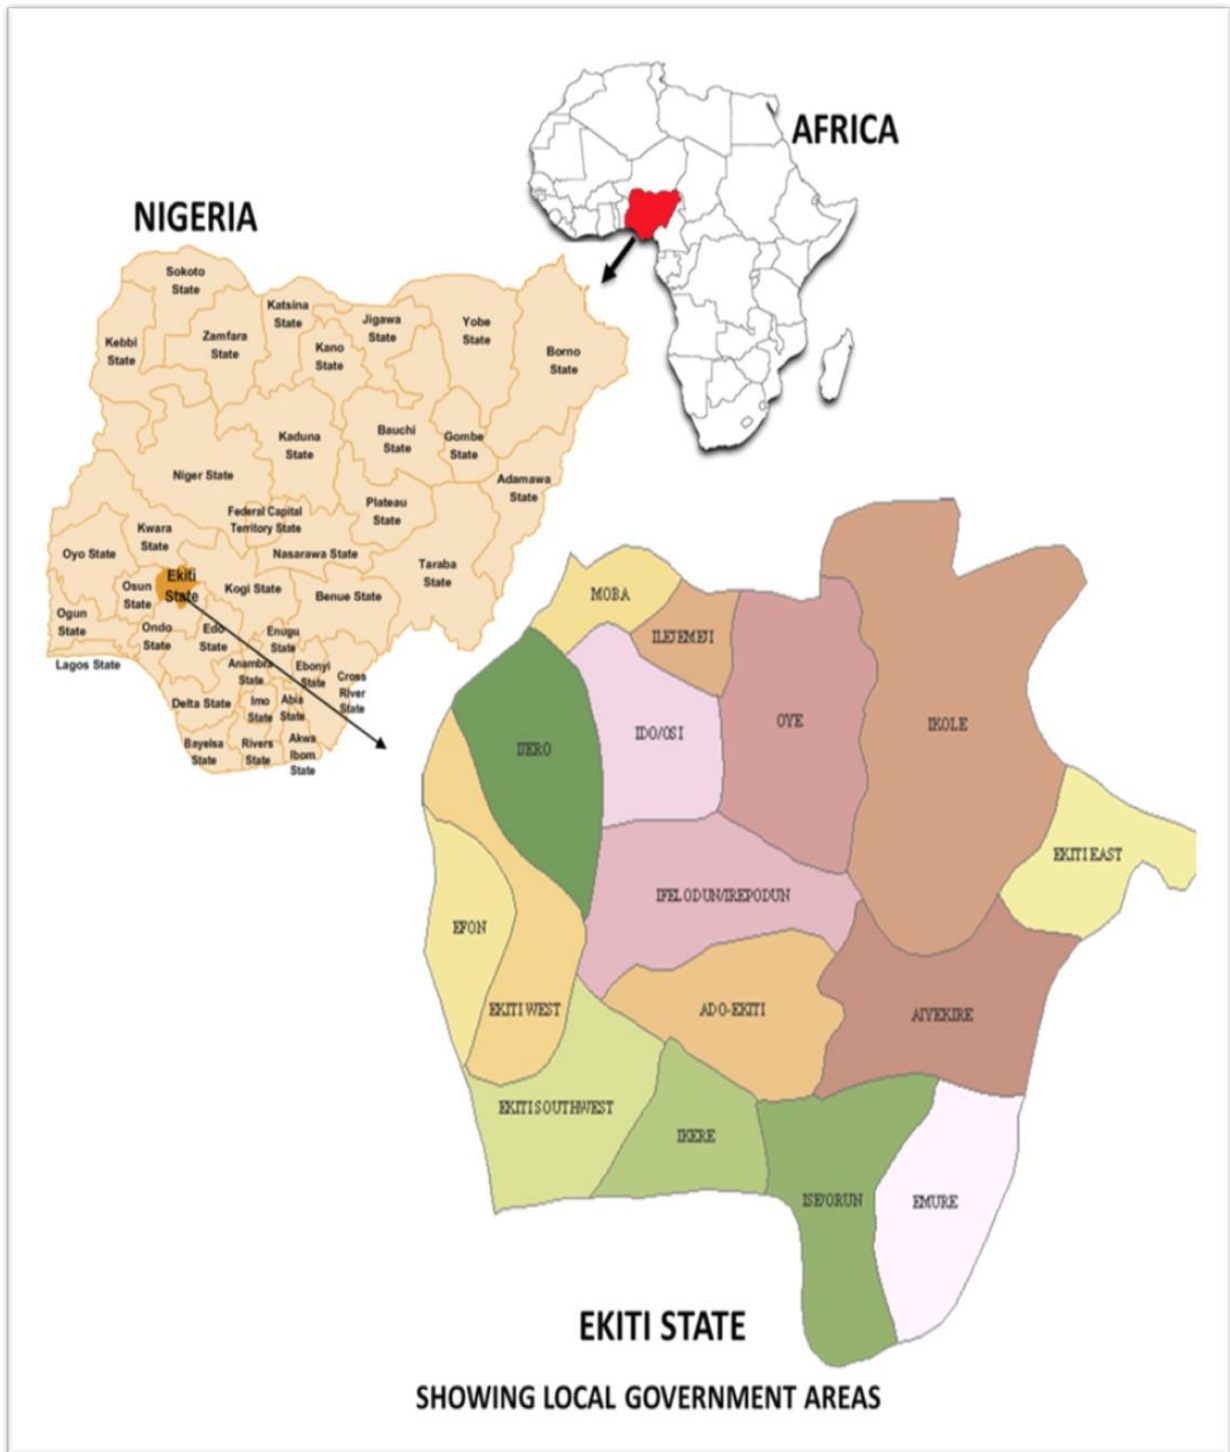 AFRICA
NIGERIA
Sokoto
State
Katsina
State
Jigawa
State
Yobe
State
Kebbi
State
Zamfara
State
Kano
State
Borno
State
Kaduna
State
Bauchi
State
Gombe
State
Niger State
Adamawa
State
Federal Capital
Territory State
Plateau
State
Kwara
State
Oyo State
Nasarawa State
Taraba
State
Ekiti
State
Osun
State
Kogi State
Benue State
Ogun
State
Ondo
State
Edo
State
Enugu
State
Lagos State
Anambra
State
Ebonyi
State
Cross
River
State
Delta State
Imo
State
Abia
State
Bayelsa
State
Rivers
State
Akwa
Ibom
State
MOBA
ILEJEMEJI
IJERO
IDO/OSI
OYE
IKOLE
EKITI EAST
IFELODUN/IREPODUN
EFON
EKITI WEST
ADO-EKITI
AIYEKIRE
EKITI SOUTHWEST
IKERE
ISE/ORUN
EMURE
EKITI STATE
SHOWING LOCAL GOVERNMENT AREAS